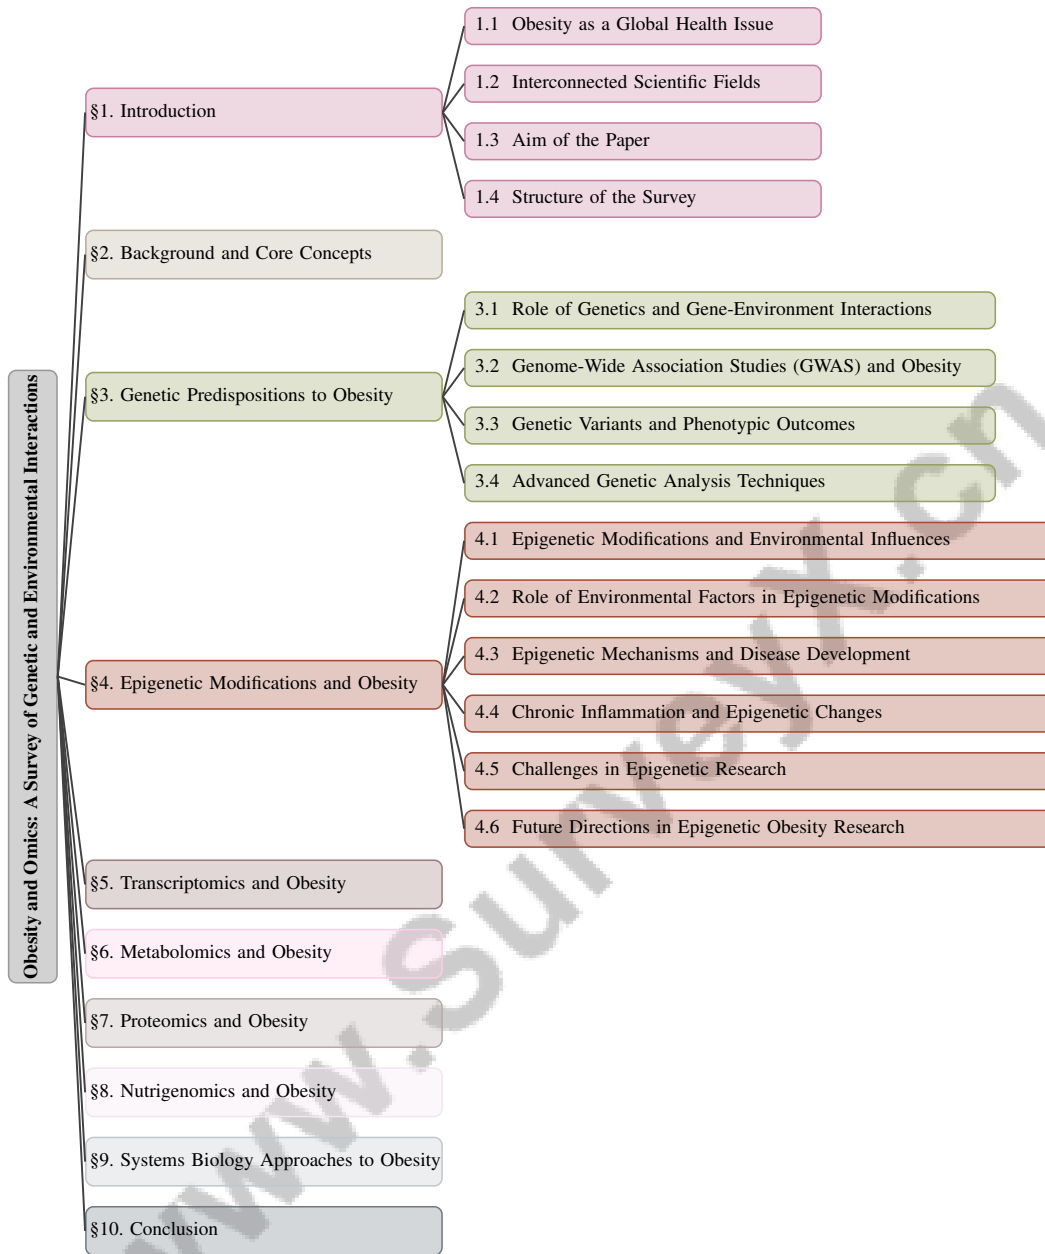 Obesity and Omics: A Survey of Genetic and Environmental Interactions
§1. Introduction
1.1 Obesity as a Global Health Issue
1.2 Interconnected Scientific Fields
1.3 Aim of the Paper
1.4 Structure of the Survey
§2. Background and Core Concepts
§3. Genetic Predispositions to Obesity
3.1 Role of Genetics and Gene-Environment Interactions
3.2 Genome-Wide Association Studies (GWAS) and Obesity
3.3 Genetic Variants and Phenotypic Outcomes
3.4 Advanced Genetic Analysis Techniques
§4. Epigenetic Modifications and Obesity
4.1 Epigenetic Modifications and Environmental Influences
4.2 Role of Environmental Factors in Epigenetic Modifications
4.3 Epigenetic Mechanisms and Disease Development
4.4 Chronic Inflammation and Epigenetic Changes
4.5 Challenges in Epigenetic Research
4.6 Future Directions in Epigenetic Obesity Research
§5. Transcriptomics and Obesity
§6. Metabolomics and Obesity
§7. Proteomics and Obesity
§8. Nutrigenomics and Obesity
§9. Systems Biology Approaches to Obesity
§10. Conclusion
www.SurveyX.cn